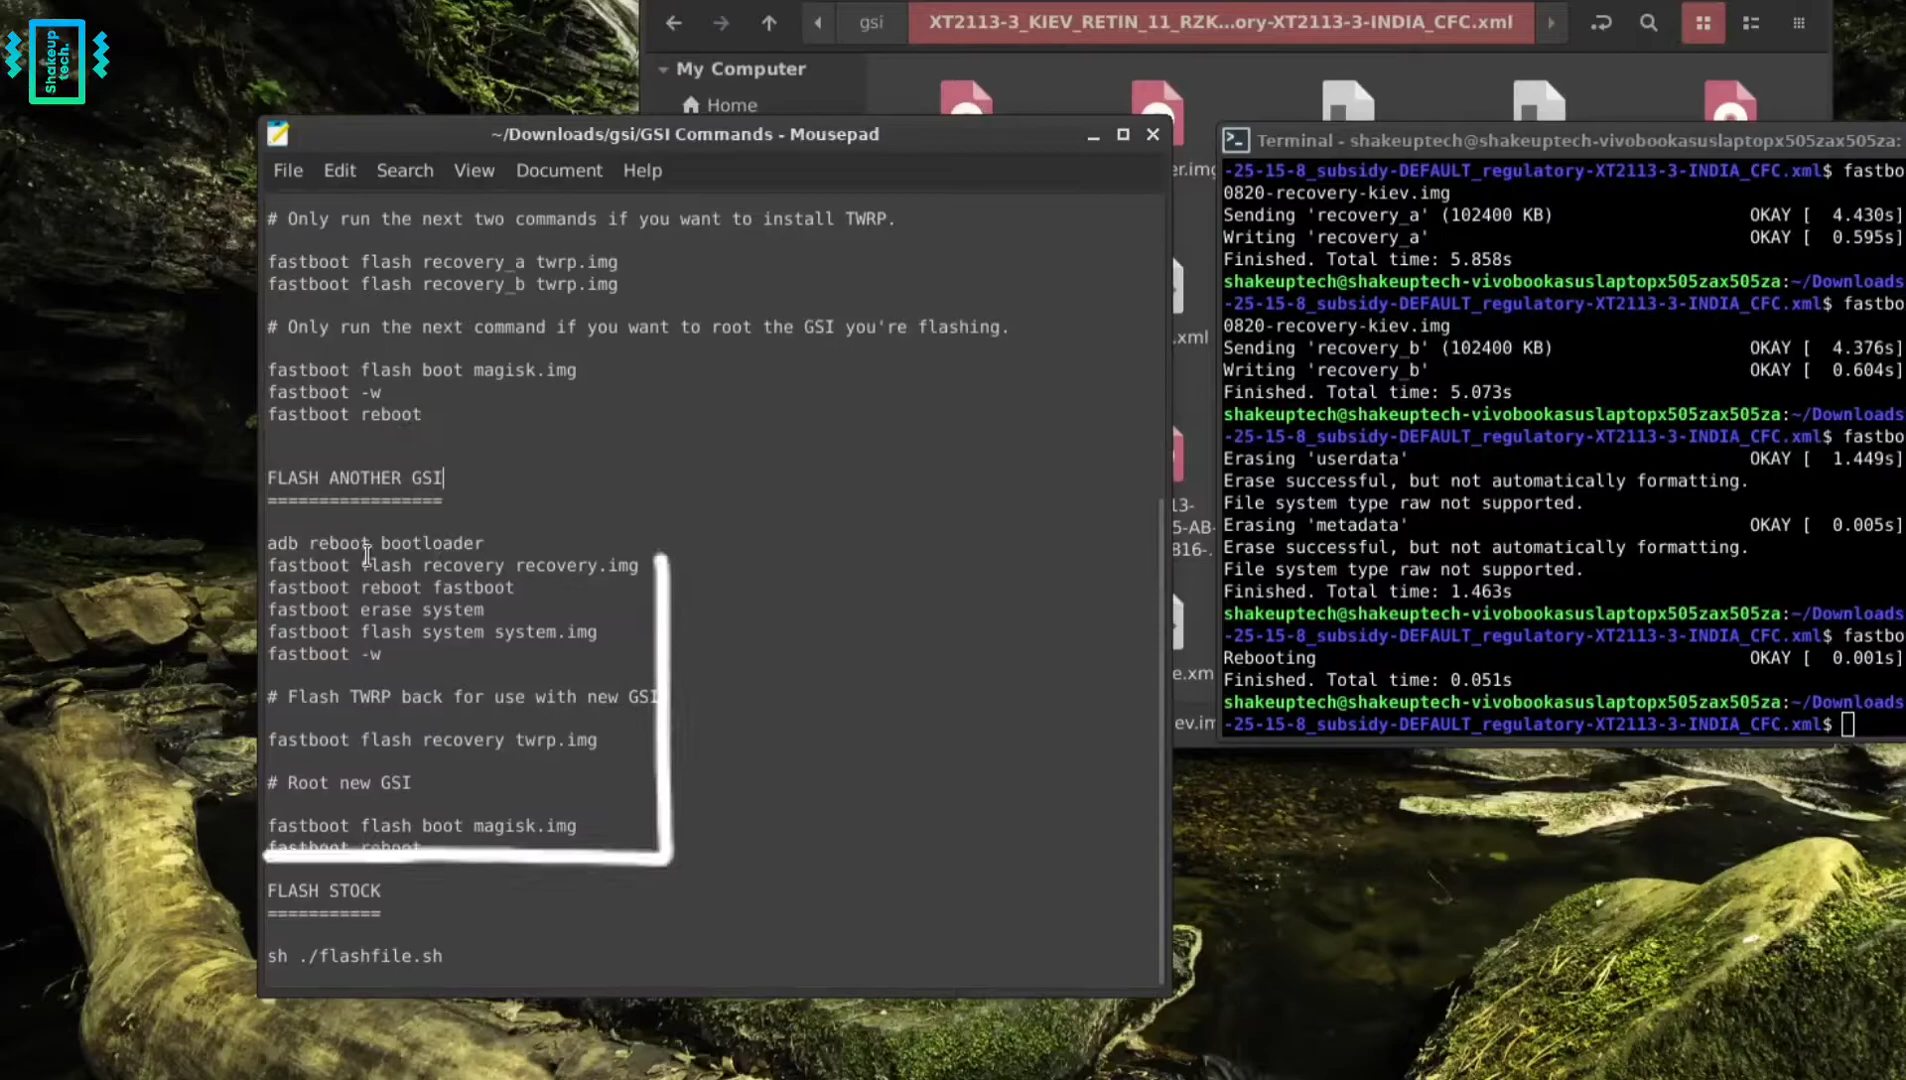 Shakeup tech.
gsi
XT2113-3_KIEV_RETIN_11_RZK...ory-XT2113-3-INDIA_CFC.xml
My Computer
Home
~/Downloads/gsi/GSI Commands - Mousepad
File Edit Search View Document Help
# Only run the next two commands if you want to install TWRP.
fastboot flash recovery_a twrp.img
fastboot flash recovery_b twrp.img
# Only run the next command if you want to root the GSI you're flashing.
fastboot flash boot magisk.img
fastboot -w
fastboot reboot
FLASH ANOTHER GSI
=================
adb reboot bootloader
fastboot flash recovery recovery.img
fastboot reboot fastboot
fastboot erase system
fastboot flash system system.img
fastboot -w
# Flash TWRP back for use with new GSI
fastboot flash recovery twrp.img
# Root new GSI
fastboot flash boot magisk.img
fastboot reboot
FLASH STOCK
===========
sh ./flashfile.sh
er.img
.xml
13-
5-AB-
816-.
e.xm
ev.im
Terminal - shakeuptech@shakeuptech-vivobookasuslaptopx505zax505za:
-25-15-8_subsidy-DEFAULT_regulatory-XT2113-3-INDIA_CFC.xml$ fastbo
0820-recovery-kiev.img
Sending 'recovery_a' (102400 KB) OKAY [ 4.430s]
Writing 'recovery_a' OKAY [ 0.595s]
Finished. Total time: 5.858s
shakeuptech@shakeuptech-vivobookasuslaptopx505zax505za:~/Downloads
-25-15-8_subsidy-DEFAULT_regulatory-XT2113-3-INDIA_CFC.xml$ fastbo
0820-recovery-kiev.img
Sending 'recovery_b' (102400 KB) OKAY [ 4.376s]
Writing 'recovery_b' OKAY [ 0.604s]
Finished. Total time: 5.073s
shakeuptech@shakeuptech-vivobookasuslaptopx505zax505za:~/Downloads
-25-15-8_subsidy-DEFAULT_regulatory-XT2113-3-INDIA_CFC.xml$ fastbo
Erasing 'userdata' OKAY [ 1.449s]
Erase successful, but not automatically formatting.
File system type raw not supported.
Erasing 'metadata' OKAY [ 0.005s]
Erase successful, but not automatically formatting.
File system type raw not supported.
Finished. Total time: 1.463s
shakeuptech@shakeuptech-vivobookasuslaptopx505zax505za:~/Downloads
-25-15-8_subsidy-DEFAULT_regulatory-XT2113-3-INDIA_CFC.xml$ fastbo
Rebooting OKAY [ 0.001s]
Finished. Total time: 0.051s
shakeuptech@shakeuptech-vivobookasuslaptopx505zax505za:~/Downloads
-25-15-8_subsidy-DEFAULT_regulatory-XT2113-3-INDIA_CFC.xml$